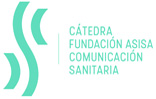 CÁTEDRA
FUNDACIÓN ASISA
COMUNICACIÓN
SANITARIA